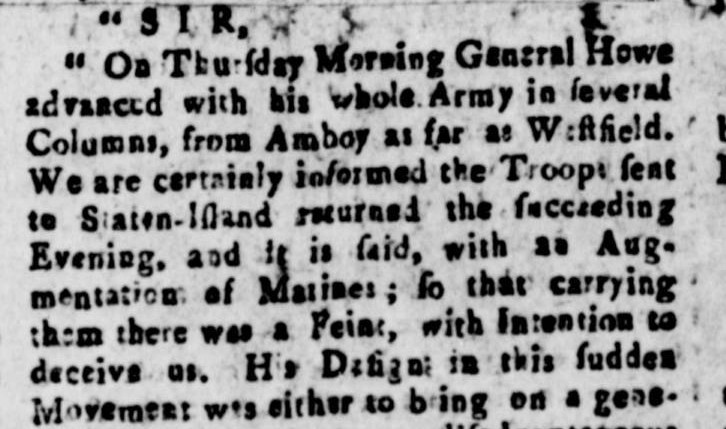 “ S I R,
“ On Thurſday Morning General Howe
advanced with his whole Army in ſeveral
Columns, from Amboy as far as Weſtfield.
We are certainly informed the Troops ſent
to Staten-Iſland returned the ſucceeding
Evening, and it is ſaid, with an Aug-
mentation of Marines ; ſo that carrying
them there was a Feint, with Intention to
deceive us. His Deſigns in this ſudden
Movement was either to bring on a gene-